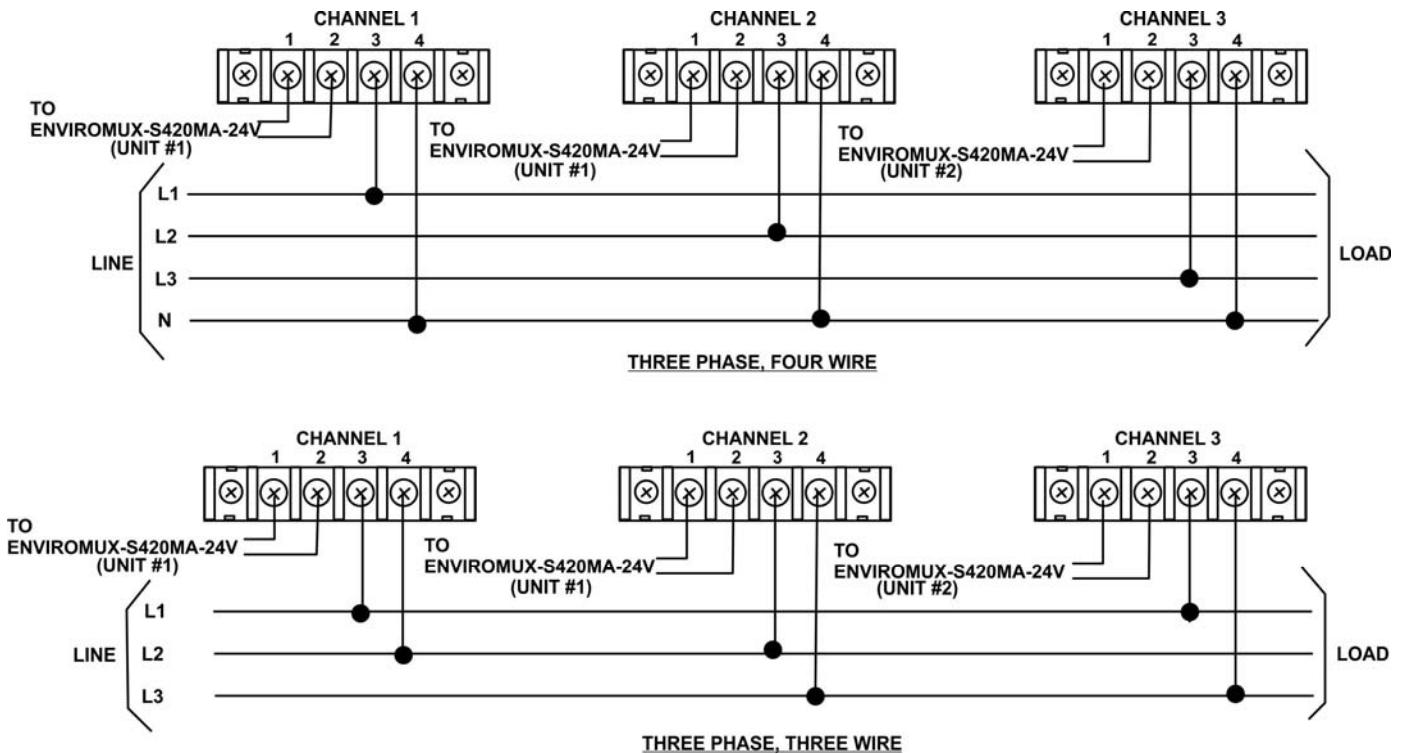 CHANNEL 1
1 2 3 4
CHANNEL 2
1 2 3 4
CHANNEL 3
1 2 3 4
TO
ENVIROMUX-S420MA-24V
(UNIT #1)
TO
ENVIROMUX-S420MA-24V
(UNIT #1)
TO
ENVIROMUX-S420MA-24V
(UNIT #2)
LINE
L1
L2
L3
N
LOAD
THREE PHASE, FOUR WIRE
CHANNEL 1
1 2 3 4
CHANNEL 2
1 2 3 4
CHANNEL 3
1 2 3 4
TO
ENVIROMUX-S420MA-24V
(UNIT #1)
TO
ENVIROMUX-S420MA-24V
(UNIT #1)
TO
ENVIROMUX-S420MA-24V
(UNIT #2)
LINE
L1
L2
L3
LOAD
THREE PHASE, THREE WIRE